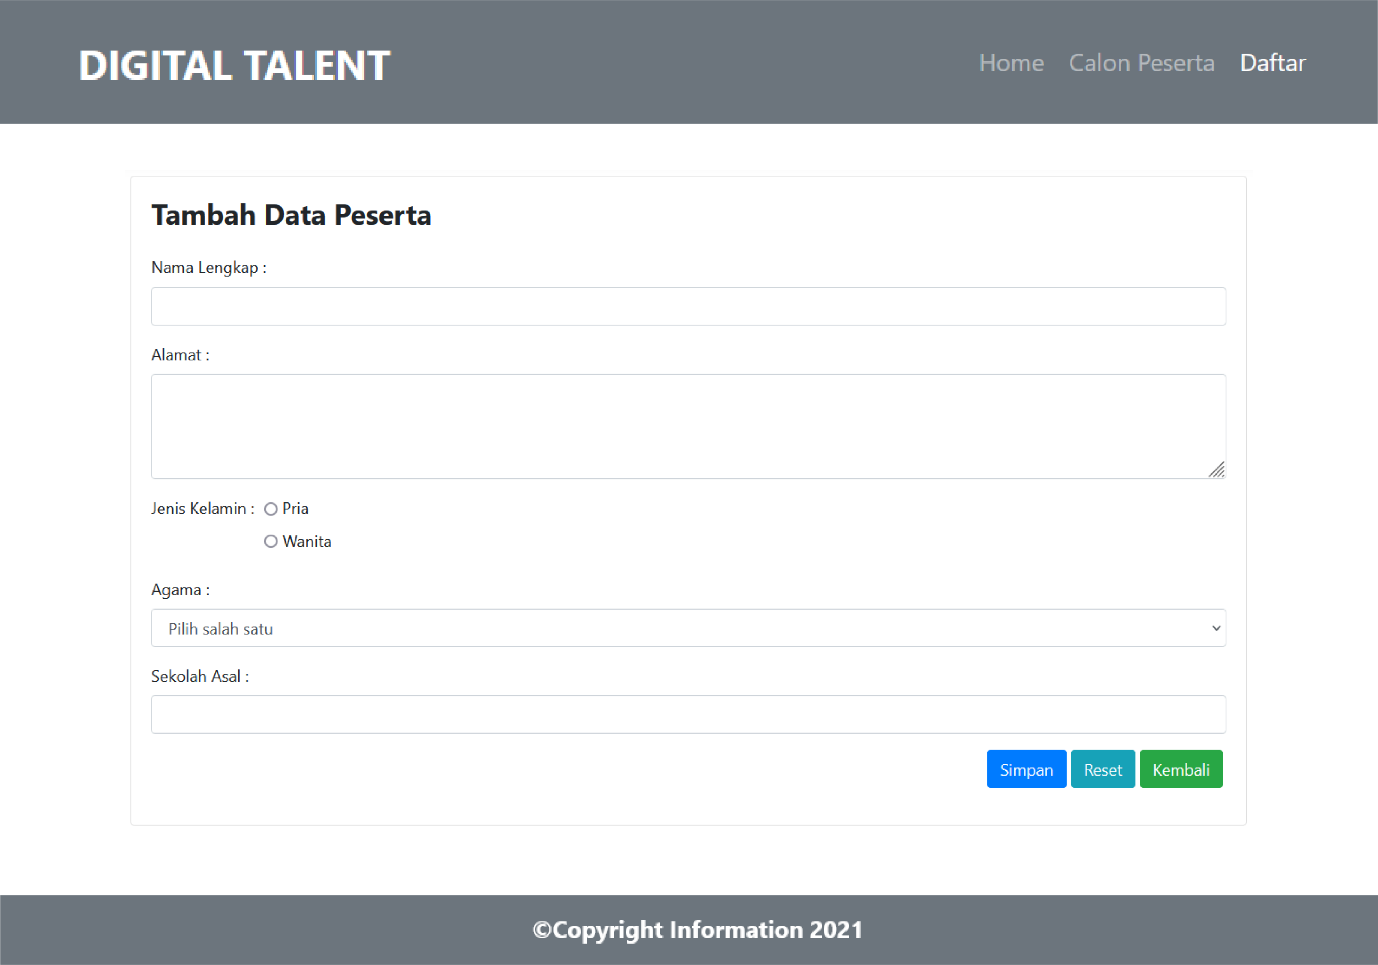 DIGITAL TALENT
Home Calon Peserta Daftar
Tambah Data Peserta
Nama Lengkap :
Alamat :
Jenis Kelamin : Pria
Wanita
Agama :
Pilih salah satu
Sekolah Asal :
Simpan Reset Kembali
©Copyright Information 2021